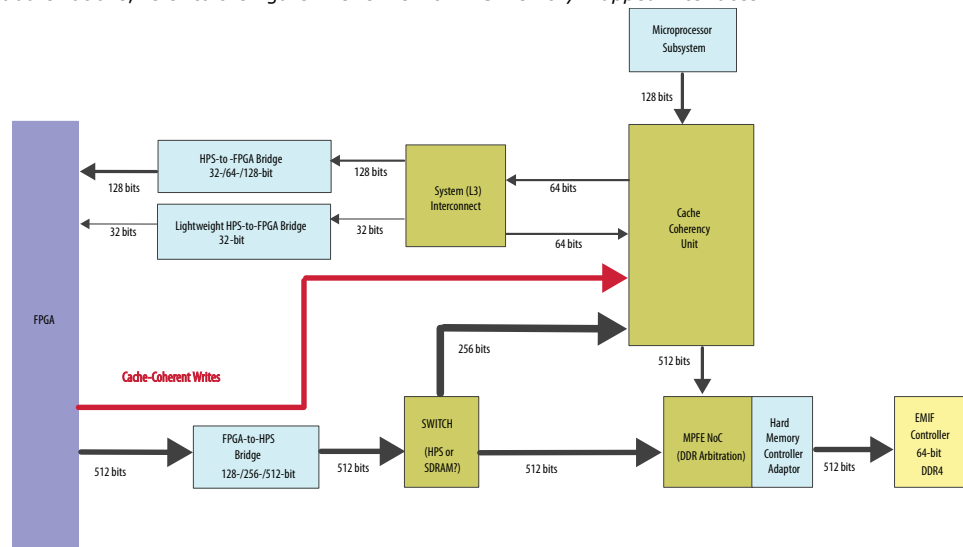 Microprocessor
Subsystem
128 bits
HPS-to -FPGA Bridge
32-/64-/128-bit
128 bits
128 bits
Lightweight HPS-to-FPGA Bridge
32 -bit
32 bits
32 bits
System (L3)
Interconnect
64 bits
64 bits
Cache
Coherency
Unit
FPGA
256 bits
512 bits
Cache-Coherent Writes
FPGA-to-HPS
Bridge
128-/256-/512-bit
512 bits
512 bits
SWITCH
(HPS or
SDRAM?)
512 bits
MPFE NoC
(DDR Arbitration)
Hard
Memory
Controller
Adaptor
512 bits
EMIF
Controller
64-bit
DDR4